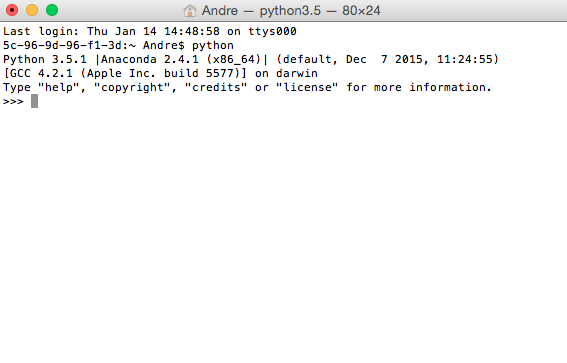 Andre — python3.5 — 80×24
Last login: Thu Jan 14 14:48:58 on ttys000
5c-96-9d-96-f1-3d:~ Andre$ python
Python 3.5.1 |Anaconda 2.4.1 (x86_64)| (default, Dec  7 2015, 11:24:55)
[GCC 4.2.1 (Apple Inc. build 5577)] on darwin
Type "help", "copyright", "credits" or "license" for more information.
>>>